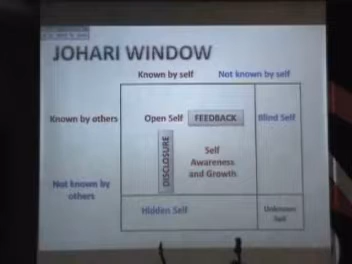 JOHARI WINDOW
Known by self Not known by self
Known by others Open Self FEEDBACK Blind Self
DISCLOSURE
Self
Awareness
and Growth
Not known by
others
Hidden Self
Unknown
Self